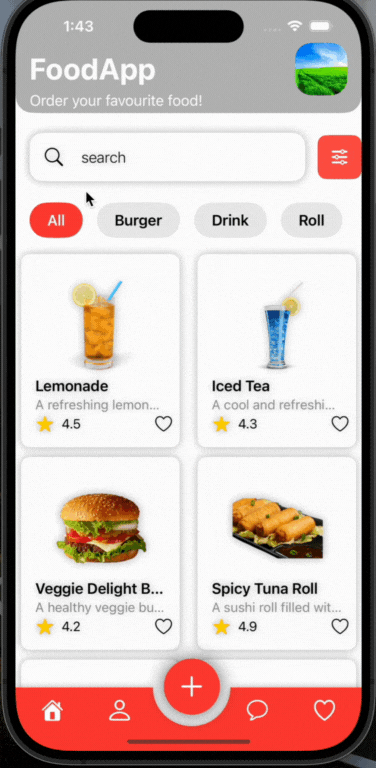 1:43
FoodApp
Order your favourite food!
search
All Burger Drink Roll
Lemonade
A refreshing lemon...
4.5
Iced Tea
A cool and refreshi...
4.3
Veggie Delight B...
A healthy veggie bu...
4.2
Spicy Tuna Roll
A sushi roll filled wit...
4.9